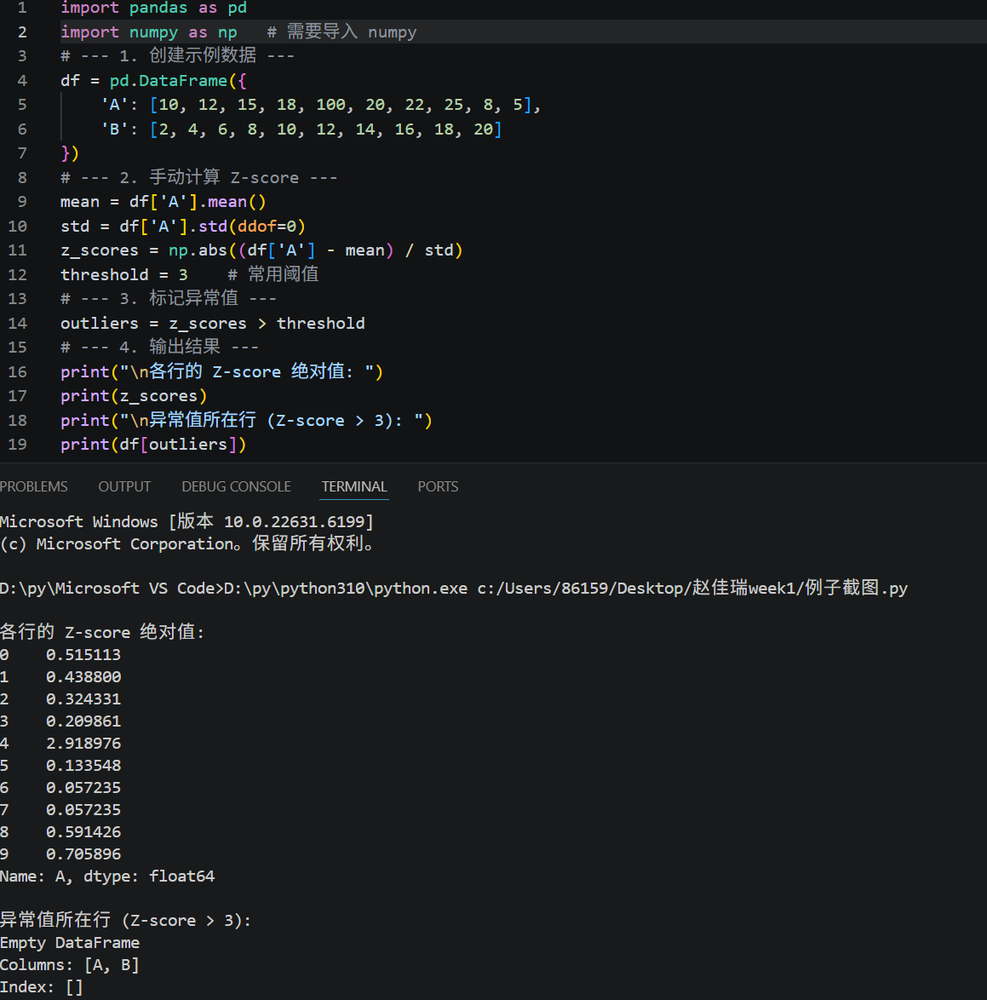 1 import pandas as pd
2 import numpy as np   # 需要导入 numpy
3 # --- 1. 创建示例数据 ---
4 df = pd.DataFrame({
5     'A': [10, 12, 15, 18, 100, 20, 22, 25, 8, 5],
6     'B': [2, 4, 6, 8, 10, 12, 14, 16, 18, 20]
7 })
8 # --- 2. 手动计算 Z-score ---
9 mean = df['A'].mean()
10 std = df['A'].std(ddof=0)
11 z_scores = np.abs((df['A'] - mean) / std)
12 threshold = 3    # 常用阈值
13 # --- 3. 标记异常值 ---
14 outliers = z_scores > threshold
15 # --- 4. 输出结果 ---
16 print("\n各行的 Z-score 绝对值: ")
17 print(z_scores)
18 print("\n异常值所在行 (Z-score > 3): ")
19 print(df[outliers])
PROBLEMS OUTPUT DEBUG CONSOLE TERMINAL PORTS
Microsoft Windows [版本 10.0.22631.6199]
(c) Microsoft Corporation。保留所有权利。
D:\py\Microsoft VS Code>D:\py\python310\python.exe c:/Users/86159/Desktop/赵佳瑞week1/例子截图.py
各行的 Z-score 绝对值:
0    0.515113
1    0.438800
2    0.324331
3    0.209861
4    2.918976
5    0.133548
6    0.057235
7    0.057235
8    0.591426
9    0.705896
Name: A, dtype: float64
异常值所在行 (Z-score > 3):
Empty DataFrame
Columns: [A, B]
Index: []